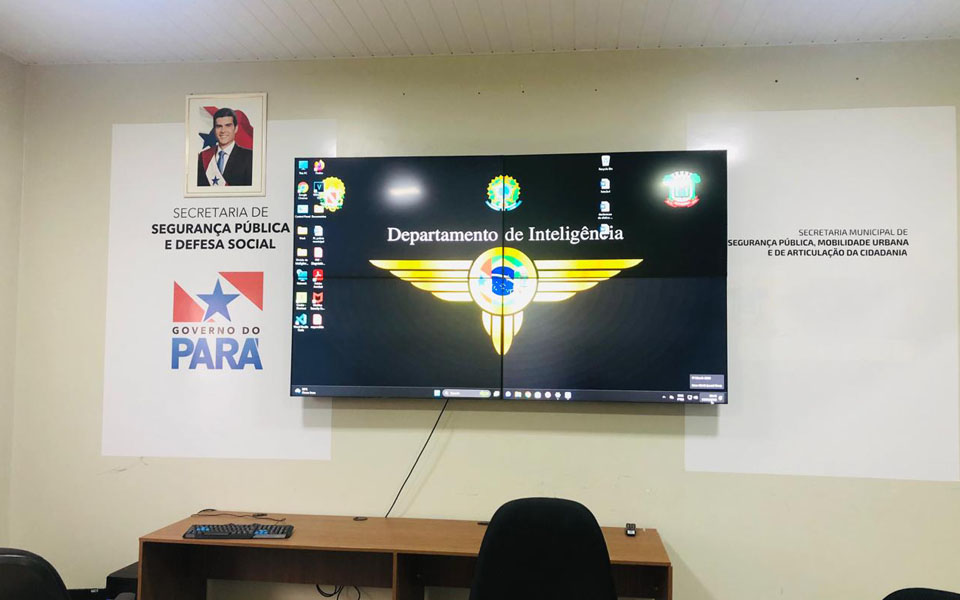 SECRETARIA DE
SEGURANÇA PÚBLICA
E DEFESA SOCIAL
GOVERNO DO
PARÁ
Departamento de Inteligência
SECRETARIA MUNICIPAL DE
SEGURANÇA PÚBLICA, MOBILIDADE URBANA
E DE ARTICULAÇÃO DA CIDADANIA